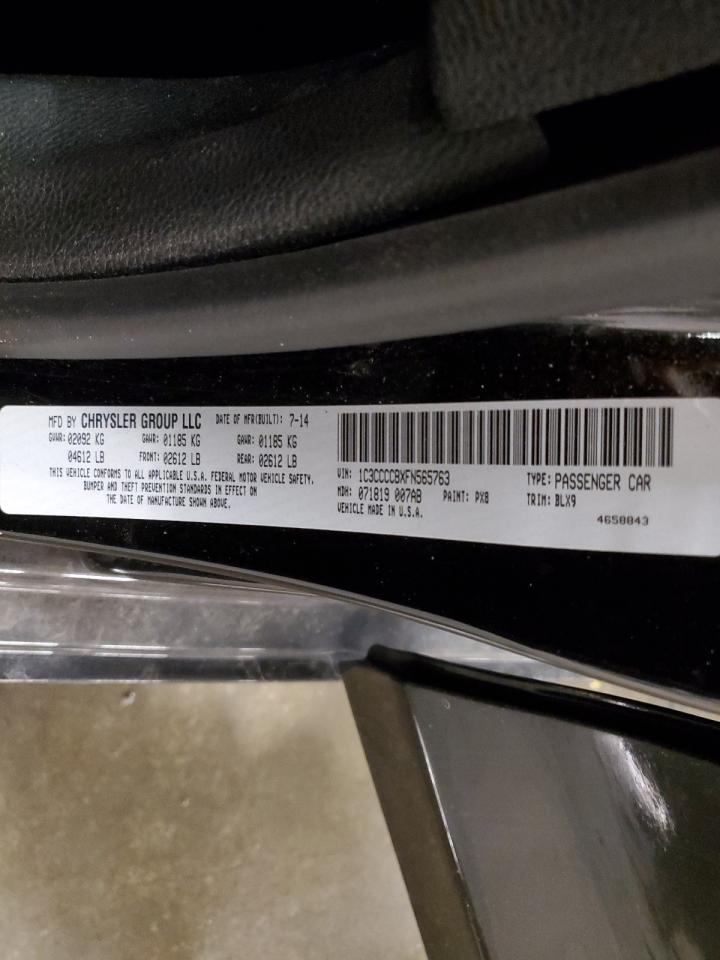 MFD BY CHRYSLER GROUP LLC DATE OF MFR(BUILT): 7-14
GVWR: 02092 KG GAWR: 01185 KG GAWR: 01185 KG
04612 LB FRONT: 02612 LB REAR: 02612 LB
THIS VEHICLE CONFORMS TO ALL APPLICABLE U.S.A. FEDERAL MOTOR VEHICLE SAFETY,
BUMPER AND THEFT PREVENTION STANDARDS IN EFFECT ON
THE DATE OF MANUFACTURE SHOWN ABOVE.
VIN: 1C3CCCCBXFN565763 TYPE: PASSENGER CAR
MDH: 071819 007AB PAINT: PX8 TRIM: BLX9
VEHICLE MADE IN U.S.A.
4658843